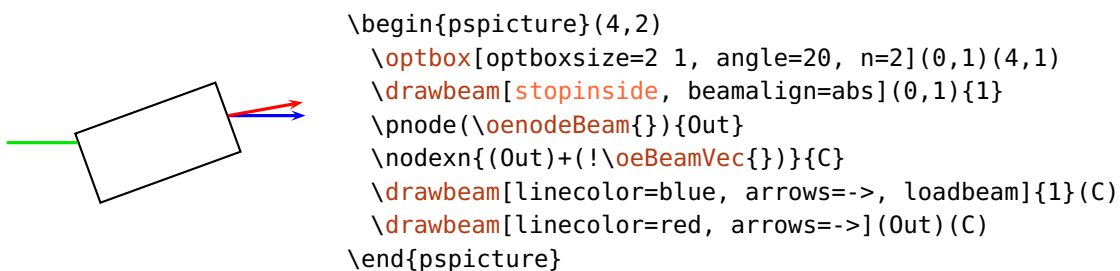 \begin{pspicture}(4,2)
  \optbox[optboxsize=2 1, angle=20, n=2](0,1)(4,1)
  \drawbeam[stopinside, beamalign=abs](0,1){1}
  \pnode(\oenodeBeam{}){Out}
  \nodexn{(Out)+(!\oeBeamVec{})}{C}
  \drawbeam[linecolor=blue, arrows=->, loadbeam]{1}(C)
  \drawbeam[linecolor=red, arrows=->](Out)(C)
\end{pspicture}